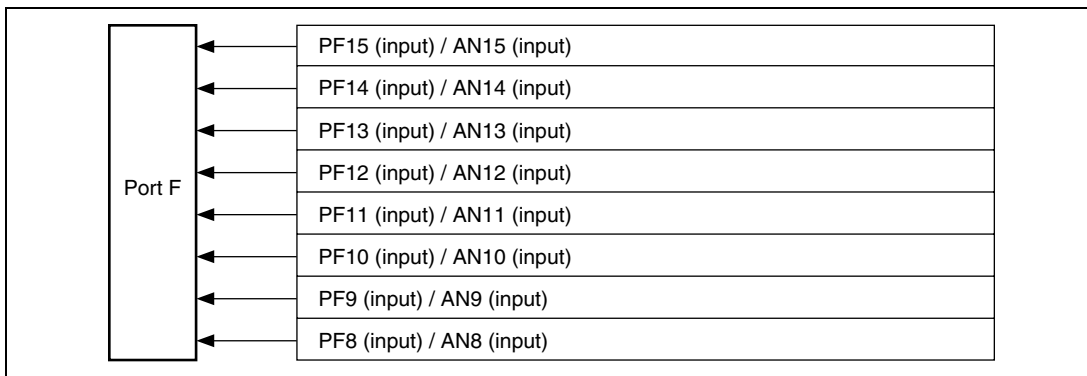 Port F
PF15 (input) / AN15 (input)
PF14 (input) / AN14 (input)
PF13 (input) / AN13 (input)
PF12 (input) / AN12 (input)
PF11 (input) / AN11 (input)
PF10 (input) / AN10 (input)
PF9 (input) / AN9 (input)
PF8 (input) / AN8 (input)